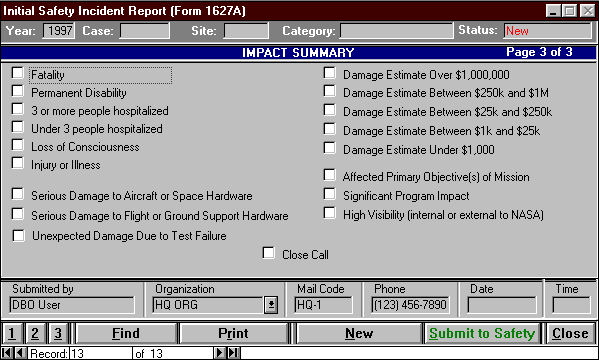 Initial Safety Incident Report (Form 1627A)
Year: 1997 Case: Site: Category: Status: New
IMPACT SUMMARY Page 3 of 3
Fatality
Permanent Disability
3 or more people hospitalized
Under 3 people hospitalized
Loss of Consciousness
Injury or Illness
Serious Damage to Aircraft or Space Hardware
Serious Damage to Flight or Ground Support Hardware
Unexpected Damage Due to Test Failure
Damage Estimate Over $1,000,000
Damage Estimate Between $250k and $1M
Damage Estimate Between $25k and $250k
Damage Estimate Between $1k and $25k
Damage Estimate Under $1,000
Affected Primary Objective(s) of Mission
Significant Program Impact
High Visibility (internal or external to NASA)
Close Call
Submitted by Organization Mail Code Phone Date Time
DBO User HQ ORG HQ-1 (123) 456-7890
1 2 3 Find Print New Submit to Safety Close
Record: 13 of 13